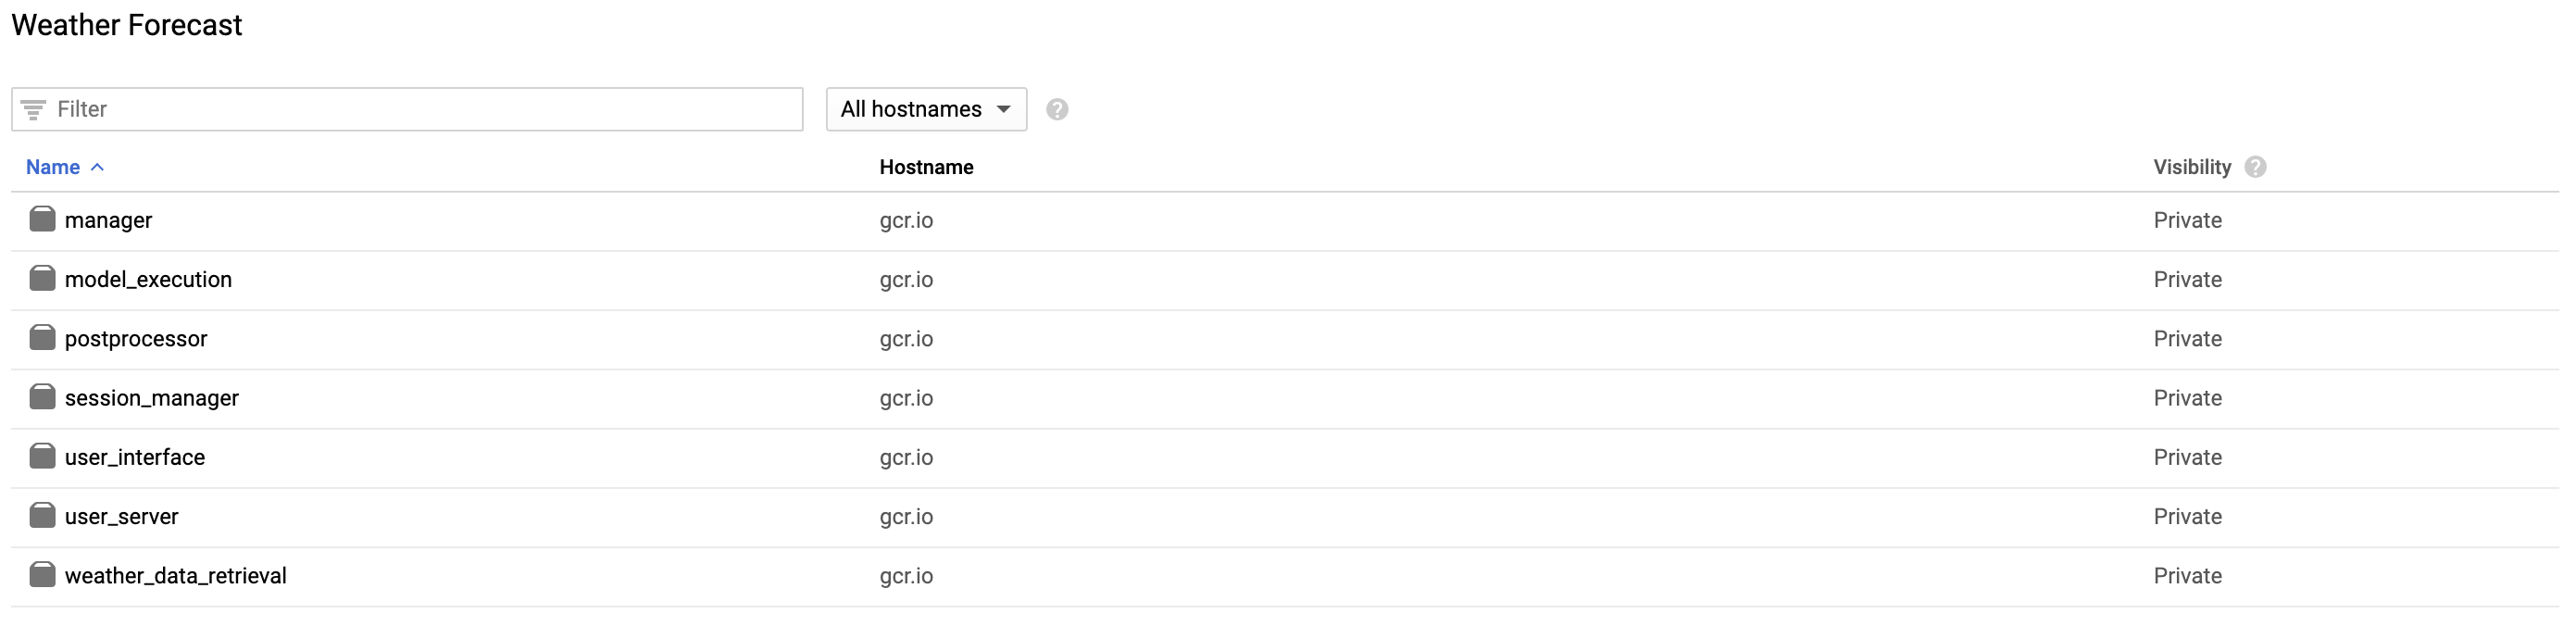 Weather Forecast
Filter All hostnames ?
Name Hostname Visibility ?
manager gcr.io Private
model_execution gcr.io Private
postprocessor gcr.io Private
session_manager gcr.io Private
user_interface gcr.io Private
user_server gcr.io Private
weather_data_retrieval gcr.io Private